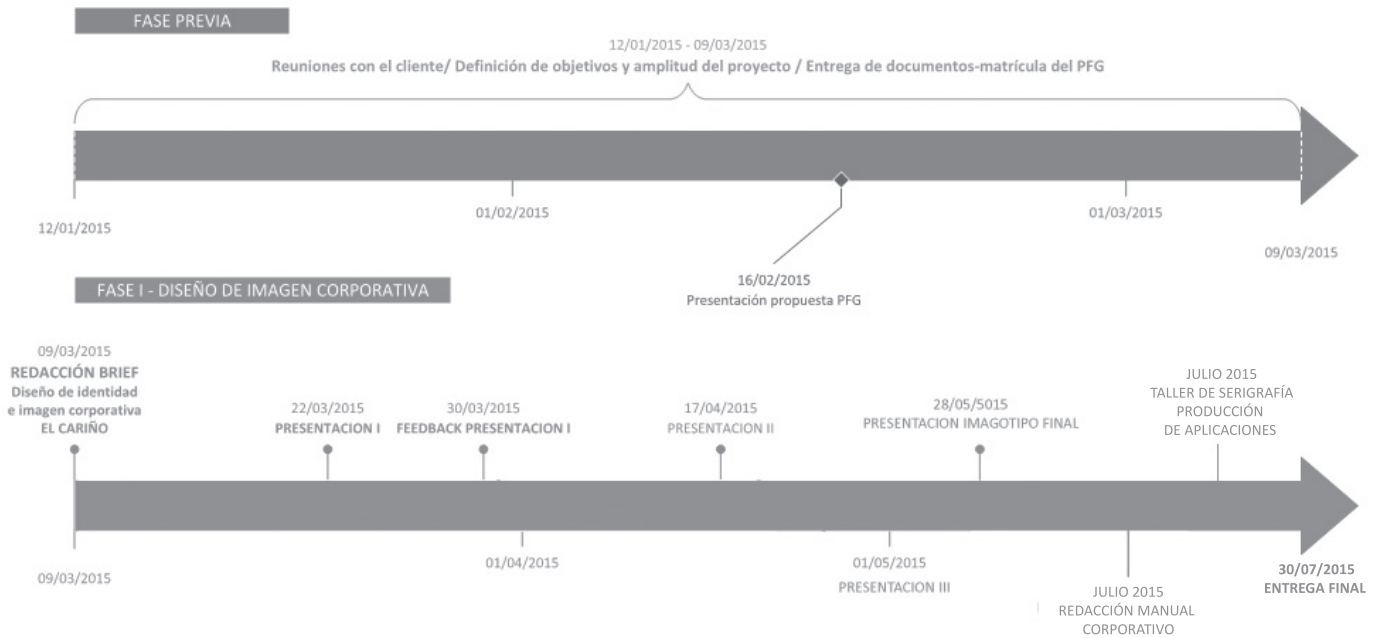 FASE PREVIA
12/01/2015 - 09/03/2015
Reuniones con el cliente/ Definición de objetivos y amplitud del proyecto / Entrega de documentos-matrícula del PFG
12/01/2015
01/02/2015
01/03/2015
09/03/2015
16/02/2015
Presentación propuesta PFG
FASE I - DISEÑO DE IMAGEN CORPORATIVA
09/03/2015
REDACCIÓN BRIEF
Diseño de identidad
e imagen corporativa
EL CARIÑO
22/03/2015
PRESENTACION I
30/03/2015
FEEDBACK PRESENTACION I
17/04/2015
PRESENTACION II
28/05/5015
PRESENTACION IMAGOTIPO FINAL
JULIO 2015
TALLER DE SERIGRAFÍA
PRODUCCIÓN
DE APLICACIONES
09/03/2015
01/04/2015
01/05/2015
PRESENTACION III
JULIO 2015
REDACCIÓN MANUAL
CORPORATIVO
30/07/2015
ENTREGA FINAL